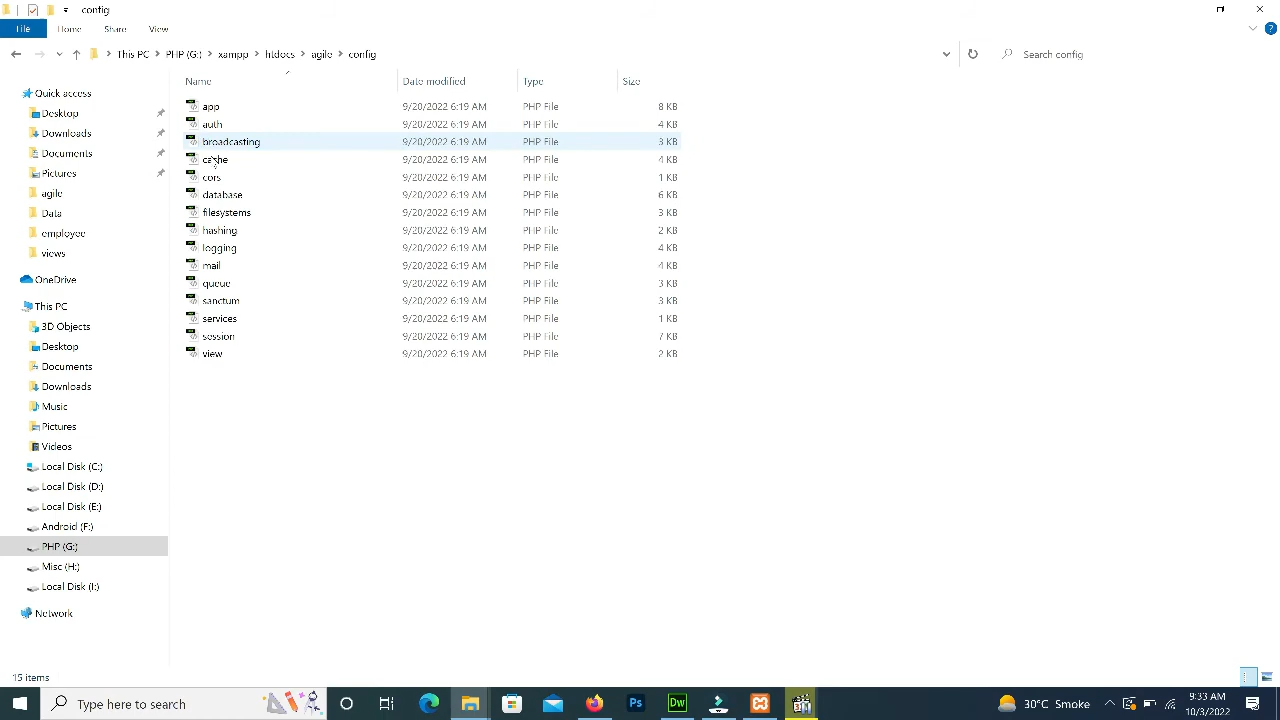 config
File Home Share View
This PC PHP (G:) xampp htdocs agile config Search config
Name Date modified Type Size
Quick access
Desktop
Downloads
Documents
Pictures
agile
Data
employee
views
OneDrive
This PC
3D Objects
Desktop
Documents
Downloads
Music
Pictures
Videos
Local Disk (C:)
Local Disk (D:)
Local Disk (E:)
Android (F:)
PHP (G:)
Misc (H:)
Local Disk (I:)
Network
app 9/20/2022 6:19 AM PHP File 8 KB
auth 9/20/2022 6:19 AM PHP File 4 KB
broadcasting 9/20/2022 6:19 AM PHP File 3 KB
cache 9/20/2022 6:19 AM PHP File 4 KB
cors 9/20/2022 6:19 AM PHP File 1 KB
database 9/20/2022 6:19 AM PHP File 6 KB
filesystems 9/20/2022 6:19 AM PHP File 3 KB
hashing 9/20/2022 6:19 AM PHP File 2 KB
logging 9/20/2022 6:19 AM PHP File 4 KB
mail 9/20/2022 6:19 AM PHP File 4 KB
queue 9/20/2022 6:19 AM PHP File 3 KB
sanctum 9/20/2022 6:19 AM PHP File 3 KB
services 9/20/2022 6:19 AM PHP File 1 KB
session 9/20/2022 6:19 AM PHP File 7 KB
view 9/20/2022 6:19 AM PHP File 2 KB
15 items
Type here to search
Ps
Dw
30°C Smoke
9:33 AM
10/3/2022